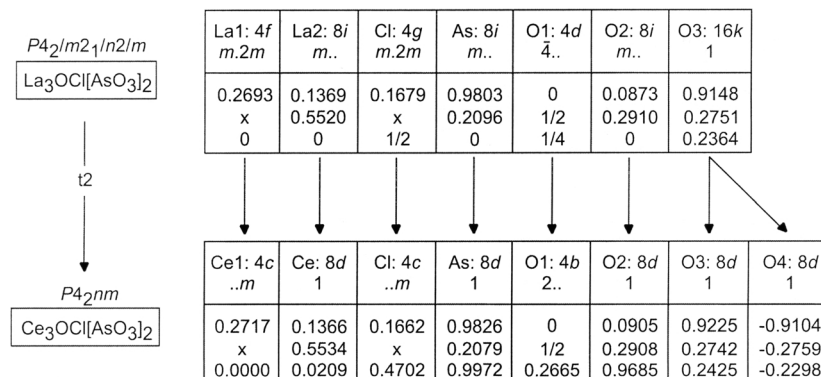 P4₂/m2₁/n2/m
La₃OCl[AsO₃]₂
La1: 4f La2: 8i Cl: 4g As: 8i O1: 4d O2: 8i O3: 16k
m.2m m.. m.2m m.. 4̄.. m.. 1
0.2693 0.1369 0.1679 0.9803 0 0.0873 0.9148
x 0.5520 x 0.2096 1/2 0.2910 0.2751
0 0 1/2 0 1/4 0 0.2364
t2
P4₂nm
Ce₃OCl[AsO₃]₂
Ce1: 4c Ce: 8d Cl: 4c As: 8d O1: 4b O2: 8d O3: 8d O4: 8d
..m 1 ..m 1 2.. 1 1 1
0.2717 0.1366 0.1662 0.9826 0 0.0905 0.9225 -0.9104
x 0.5534 x 0.2079 1/2 0.2908 0.2742 -0.2759
0.0000 0.0209 0.4702 0.9972 0.2665 0.9685 0.2425 -0.2298